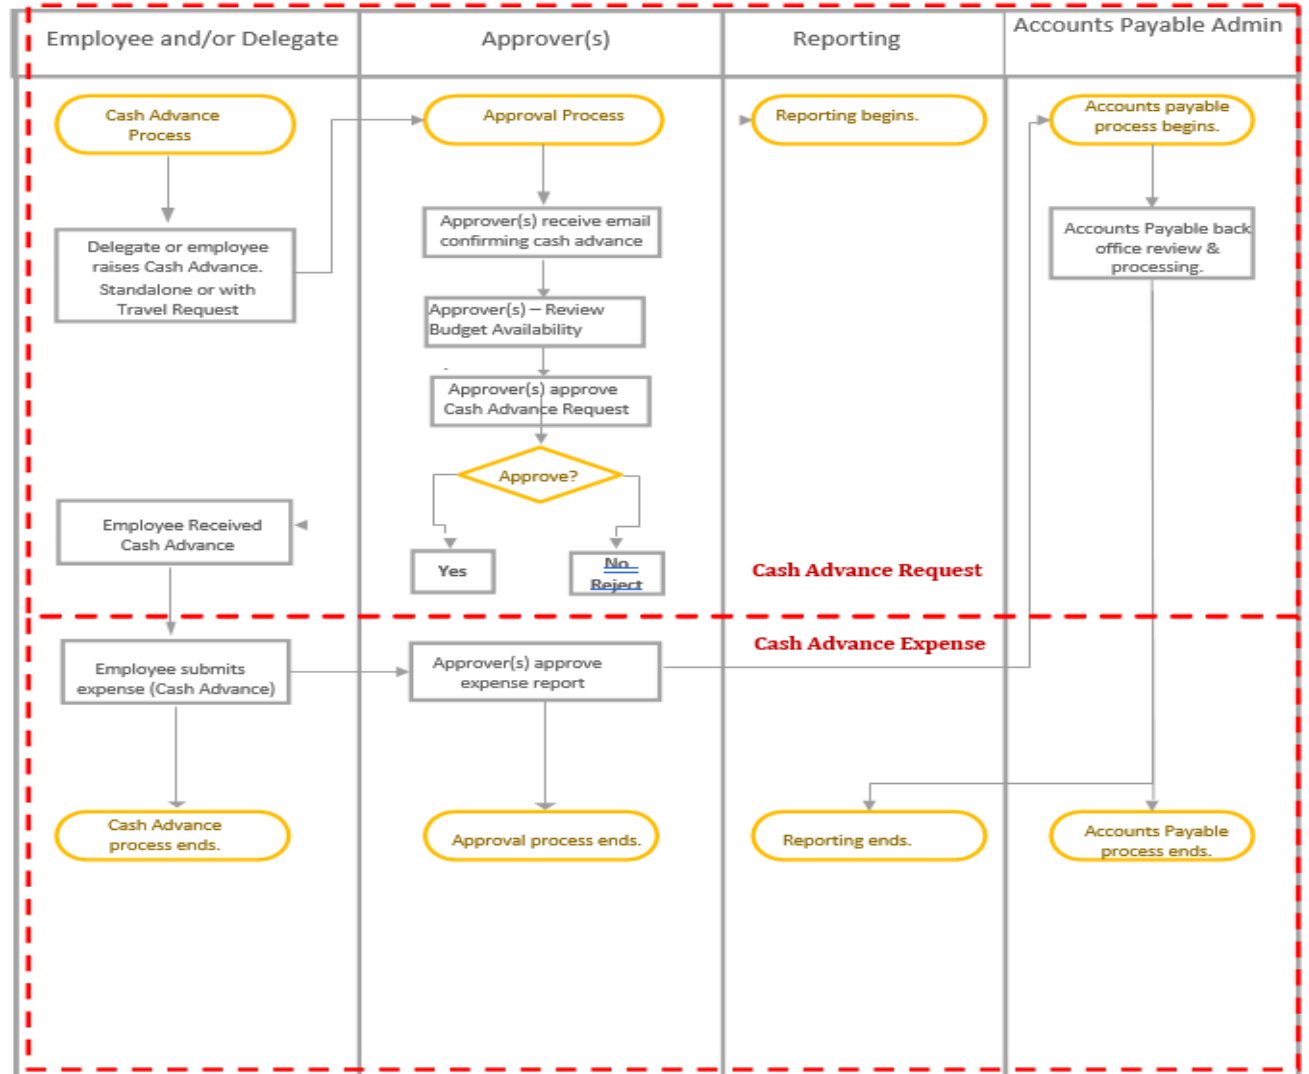 Employee and/or Delegate
Approver(s)
Reporting
Accounts Payable Admin
Cash Advance
Process
Approval Process
Reporting begins.
Accounts payable
process begins.
Delegate or employee
raises Cash Advance.
Standalone or with
Travel Request
Approver(s) receive email
confirming cash advance
Accounts Payable back
office review &
processing.
Approver(s) – Review
Budget Availability
-
Approver(s) approve
Cash Advance Request
Approve?
Employee Received
Cash Advance
Yes
No
Reject
Cash Advance Request
Cash Advance Expense
Employee submits
expense (Cash Advance)
Approver(s) approve
expense report
Cash Advance
process ends.
Approval process ends.
Reporting ends.
Accounts Payable
process ends.